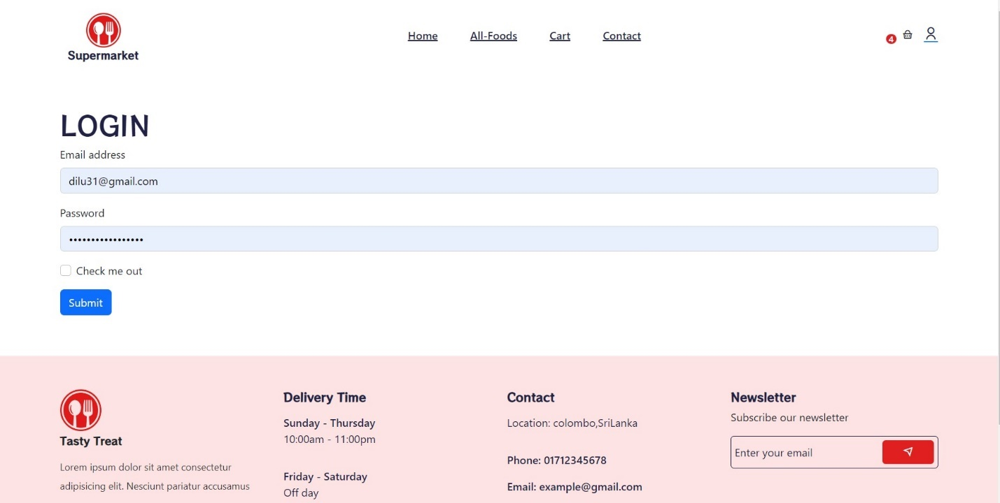 Supermarket
Home All-Foods Cart Contact
4
LOGIN
Email address
dilu31@gmail.com
Password
•••••••••••••••••
Check me out
Submit
Tasty Treat
Lorem ipsum dolor sit amet consectetur
adipisicing elit. Nesciunt pariatur accusamus
Delivery Time
Sunday - Thursday
10:00am - 11:00pm
Friday - Saturday
Off day
Contact
Location: colombo,SriLanka
Phone: 01712345678
Email: example@gmail.com
Newsletter
Subscribe our newsletter
Enter your email